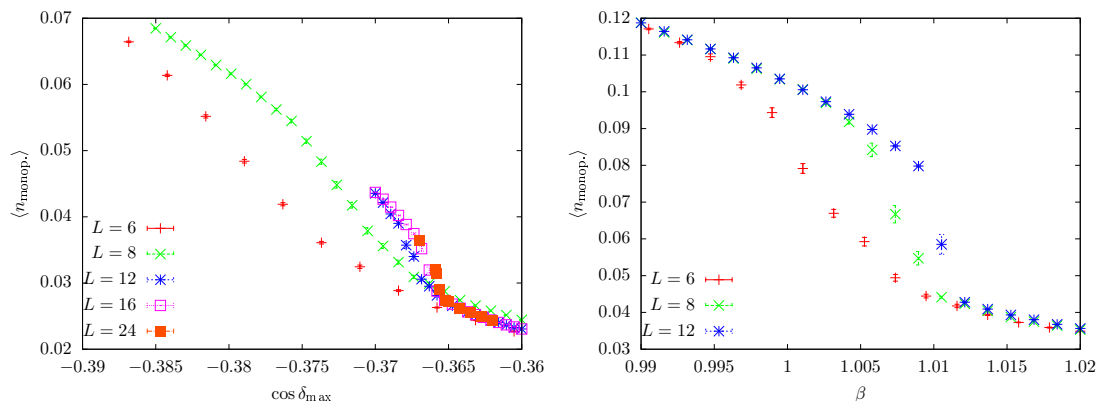 0.07
0.06
0.05
0.04
0.03
0.02
⟨n_monop.⟩
L = 6
L = 8
L = 12
L = 16
L = 24
−0.39 −0.385 −0.38 −0.375 −0.37 −0.365 −0.36
cos δ_max
0.12
0.11
0.1
0.09
0.08
0.07
0.06
0.05
0.04
0.03
⟨n_monop.⟩
L = 6
L = 8
L = 12
0.99 0.995 1 1.005 1.01 1.015 1.02
β